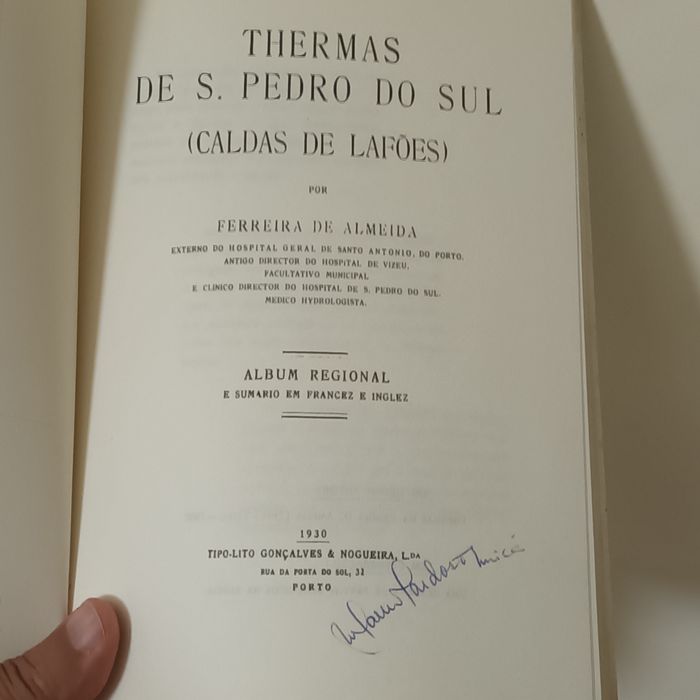 THERMAS
DE S. PEDRO DO SUL
(CALDAS DE LAFÕES)
POR
FERREIRA DE ALMEIDA
EXTERNO DO HOSPITAL GERAL DE SANTO ANTONIO, DO PORTO,
ANTIGO DIRECTOR DO HOSPITAL DE VIZEU,
FACULTATIVO MUNICIPAL
E CLINICO DIRECTOR DO HOSPITAL DE S. PEDRO DO SUL.
MEDICO HYDROLOGISTA.
ALBUM REGIONAL
E SUMARIO EM FRANCEZ E INGLEZ
1930
TIPO-LITO GONÇALVES & NOGUEIRA, L.DA
RUA DA PORTA DO SOL, 32
PORTO